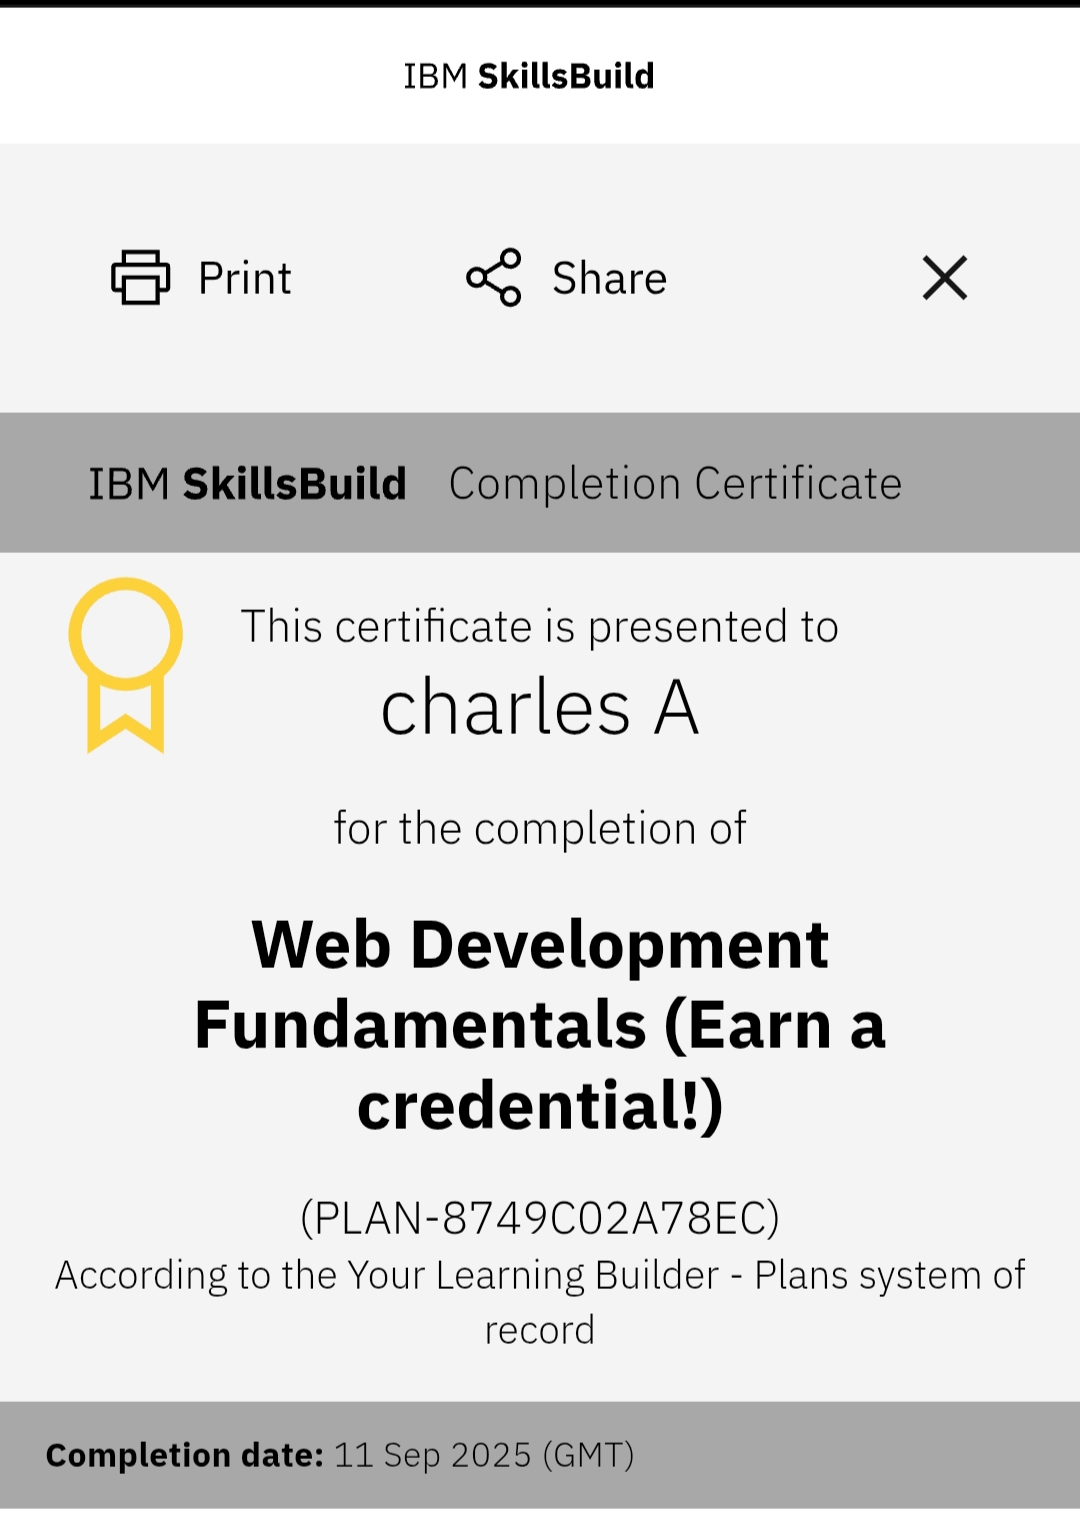 IBM SkillsBuild
Print
Share
IBM SkillsBuild Completion Certificate
This certificate is presented to
charles A
for the completion of
Web Development
Fundamentals (Earn a
credential!)
(PLAN-8749C02A78EC)
According to the Your Learning Builder - Plans system of
record
Completion date: 11 Sep 2025 (GMT)